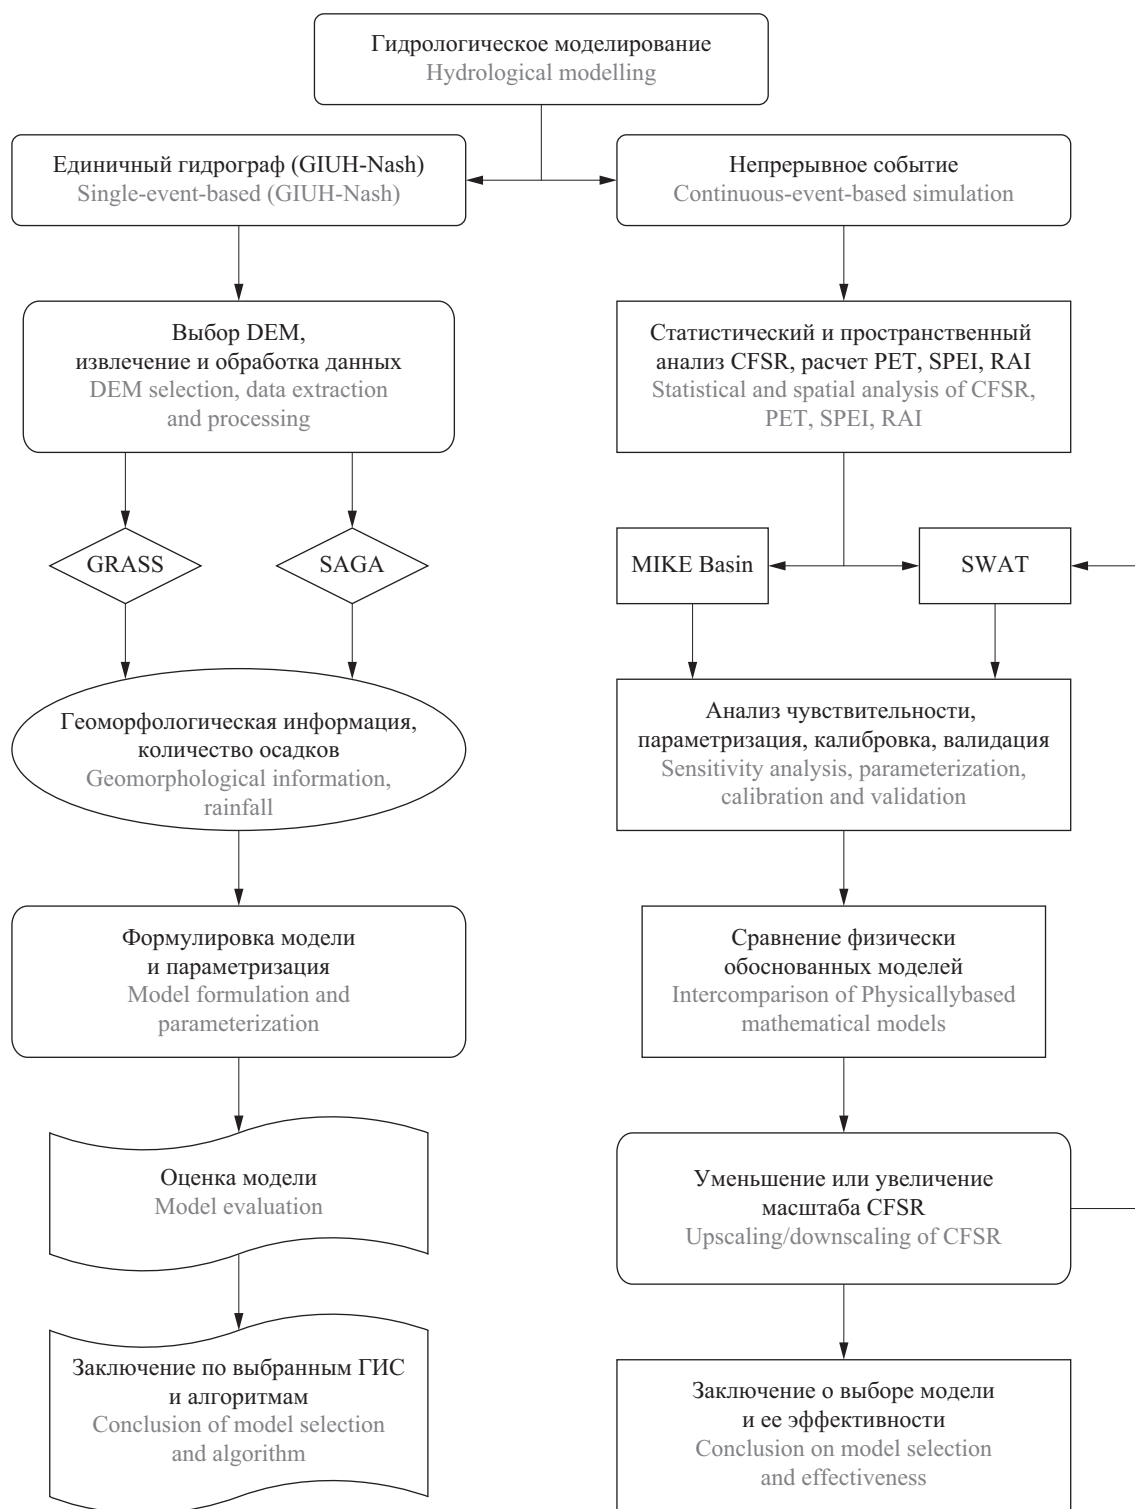 Гидрологическое моделирование
Hydrological modelling
Единичный гидрограф (GIUH-Nash)
Single-event-based (GIUH-Nash)
Непрерывное событие
Continuous-event-based simulation
Выбор DEM,
извлечение и обработка данных
DEM selection, data extraction
and processing
Статистический и пространственный
анализ CFSR, расчет PET, SPEI, RAI
Statistical and spatial analysis of CFSR,
PET, SPEI, RAI
GRASS
SAGA
MIKE Basin
SWAT
Геоморфологическая информация,
количество осадков
Geomorphological information,
rainfall
Анализ чувствительности,
параметризация, калибровка, валидация
Sensitivity analysis, parameterization,
calibration and validation
Формулировка модели
и параметризация
Model formulation and
parameterization
Сравнение физически
обоснованных моделей
Intercomparison of Physicallybased
mathematical models
Оценка модели
Model evaluation
Уменьшение или увеличение
масштаба CFSR
Upscaling/downscaling of CFSR
Заключение по выбранным ГИС
и алгоритмам
Conclusion of model selection
and algorithm
Заключение о выборе модели
и ее эффективности
Conclusion on model selection
and effectiveness